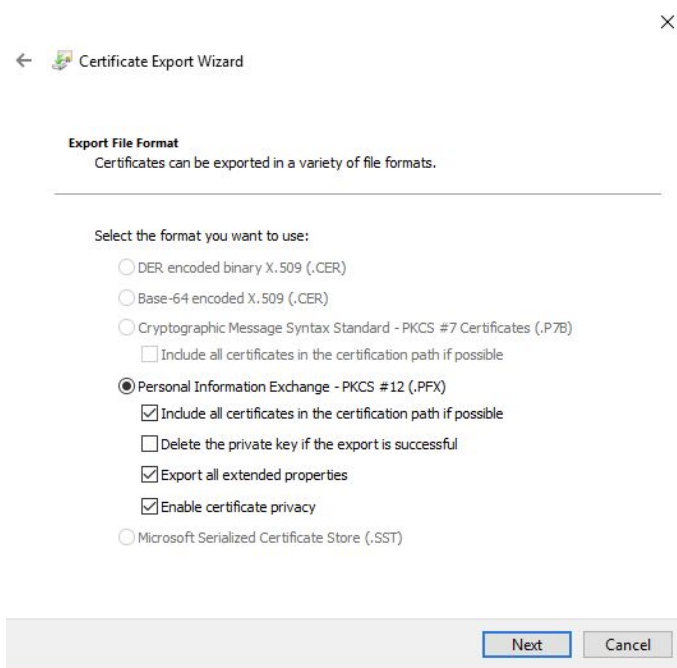 Certificate Export Wizard
Export File Format
Certificates can be exported in a variety of file formats.
Select the format you want to use:
DER encoded binary X.509 (.CER)
Base-64 encoded X.509 (.CER)
Cryptographic Message Syntax Standard - PKCS #7 Certificates (.P7B)
Include all certificates in the certification path if possible
Personal Information Exchange - PKCS #12 (.PFX)
Include all certificates in the certification path if possible
Delete the private key if the export is successful
Export all extended properties
Enable certificate privacy
Microsoft Serialized Certificate Store (.SST)
Next Cancel